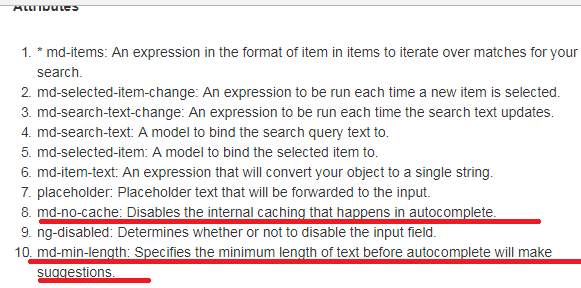 Attributes
1. * md-items: An expression in the format of item in items to iterate over matches for your
search.
2. md-selected-item-change: An expression to be run each time a new item is selected.
3. md-search-text-change: An expression to be run each time the search text updates.
4. md-search-text: A model to bind the search query text to.
5. md-selected-item: A model to bind the selected item to.
6. md-item-text: An expression that will convert your object to a single string.
7. placeholder: Placeholder text that will be forwarded to the input.
8. md-no-cache: Disables the internal caching that happens in autocomplete.
9. ng-disabled: Determines whether or not to disable the input field.
10. md-min-length: Specifies the minimum length of text before autocomplete will make
suggestions.